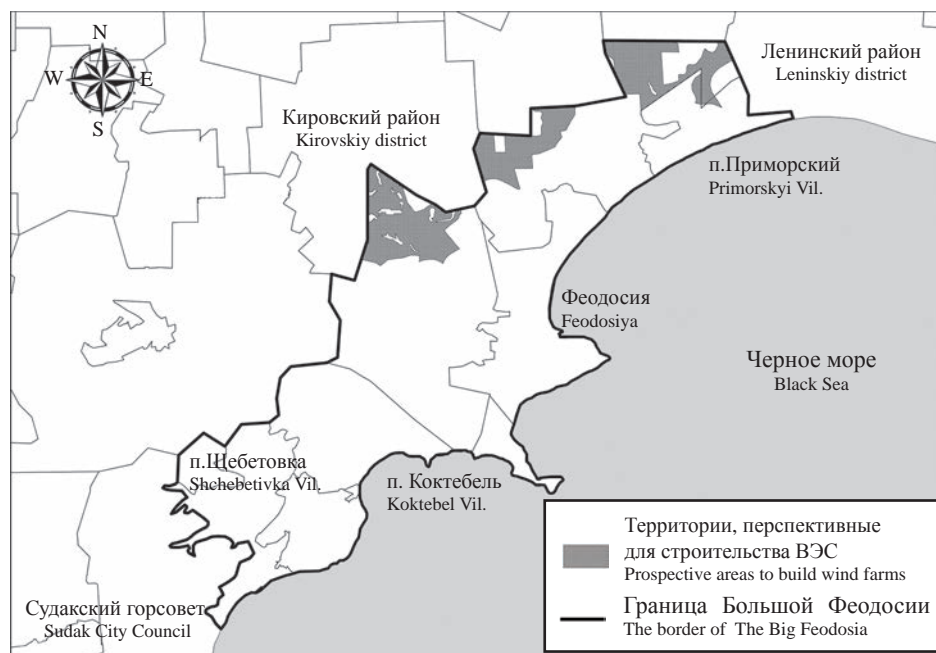 N
W
E
S
Ленинский район
Leninskiy district
Кировский район
Kirovskiy district
п.Приморский
Primorskyi Vil.
Феодосия
Feodosiya
Черное море
Black Sea
п.Щебетовка
Shchebetivka Vil.
п. Коктебель
Koktebel Vil.
Судакский горсовет
Sudak City Council
Территории, перспективные
для строительства ВЭС
Prospective areas to build wind farms
Граница Большой Феодосии
The border of The Big Feodosia